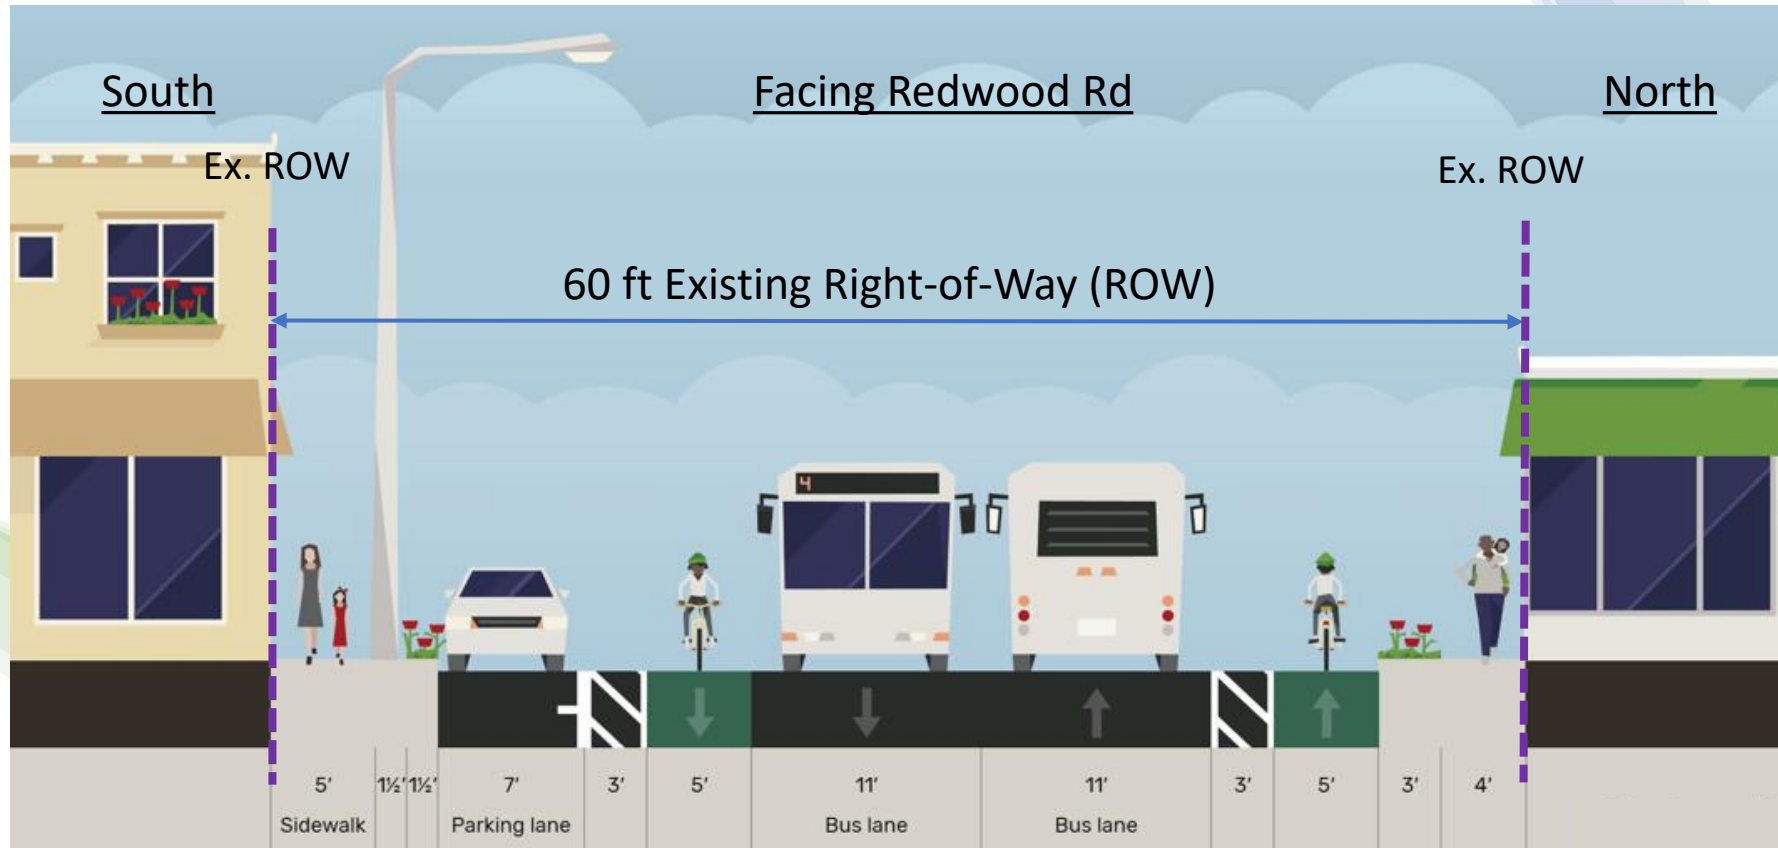 South
Facing Redwood Rd
North
Ex. ROW
Ex. ROW
60 ft Existing Right-of-Way (ROW)
4
5' 1½' 1½' 7' 3' 5' 11' 11' 3' 5' 3' 4'
Sidewalk Parking lane Bus lane Bus lane